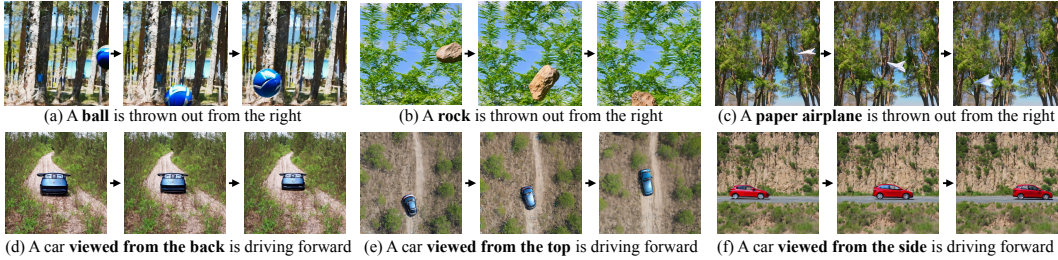 (a) A ball is thrown out from the right
(b) A rock is thrown out from the right
(c) A paper airplane is thrown out from the right
(d) A car viewed from the back is driving forward
(e) A car viewed from the top is driving forward
(f) A car viewed from the side is driving forward